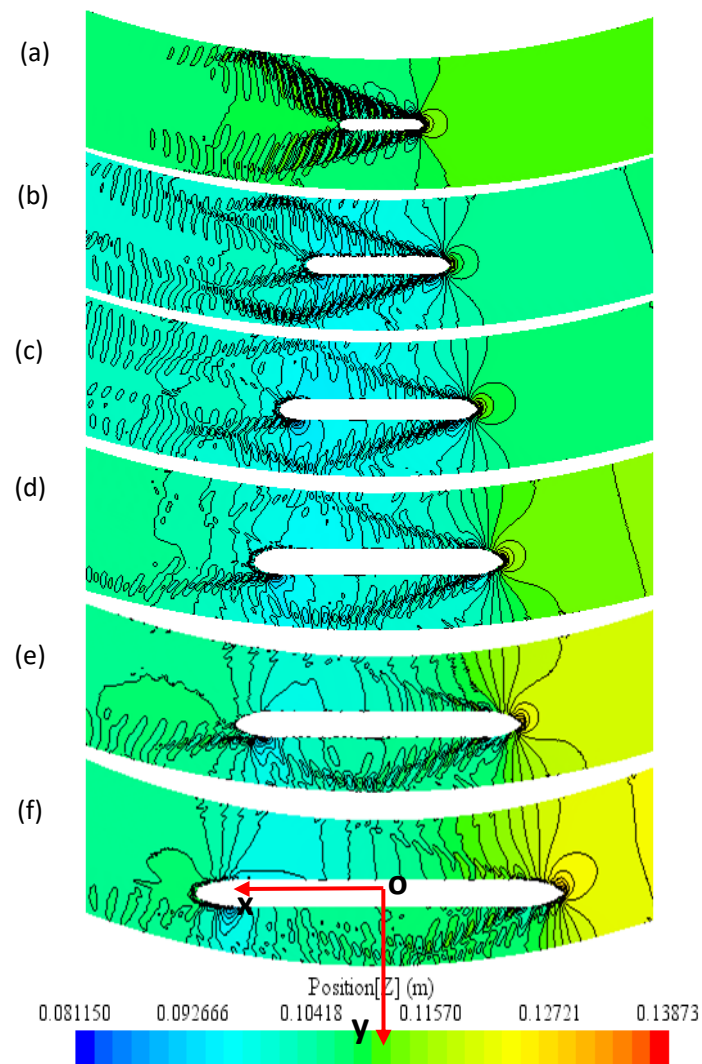 (a)
(b)
(c)
(d)
(e)
(f)
O
x
Position[Z] (m)
0.081150 0.092666 0.10418 0.11570 0.12721 0.13873
y